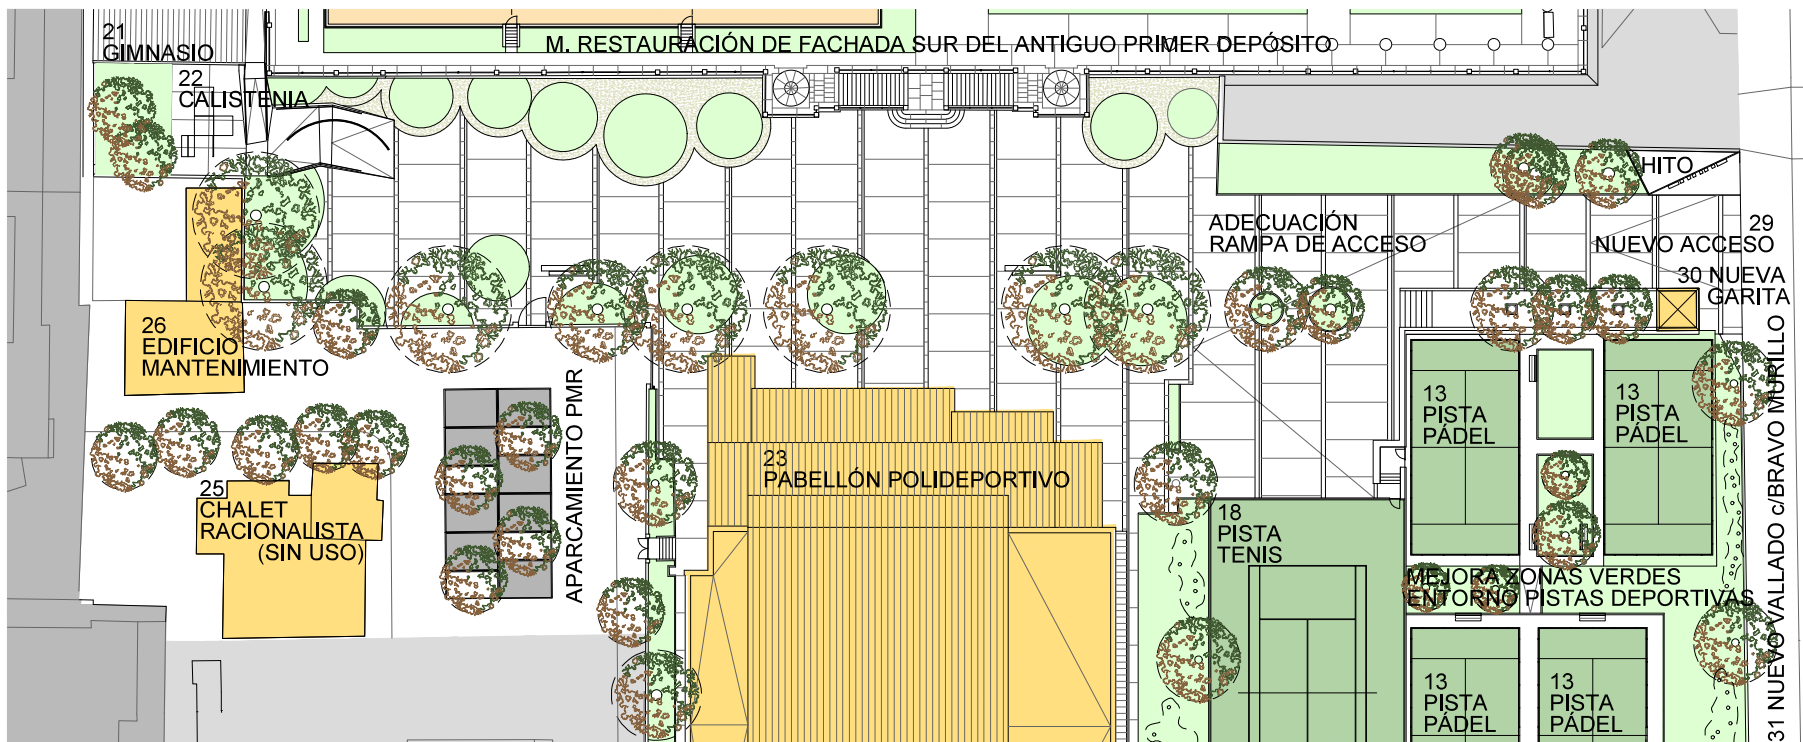 21
GIMNASIO
22
CALISTENIA
M. RESTAURACIÓN DE FACHADA SUR DEL ANTIGUO PRIMER DEPÓSITO
HITO
ADECUACIÓN
RAMPA DE ACCESO
29
NUEVO ACCESO
30 NUEVA
GARITA
26
EDIFICIO
MANTENIMIENTO
25
CHALET
RACIONALISTA
(SIN USO)
APARCAMIENTO PMR
23
PABELLÓN POLIDEPORTIVO
13
PISTA
PÁDEL
13
PISTA
PÁDEL
18
PISTA
TENIS
MEJORA ZONAS VERDES
ENTORNO PISTAS DEPORTIVAS
13
PISTA
PÁDEL
13
PISTA
PÁDEL
31 NUEVO VALLADO c/BRAVO MURILLO